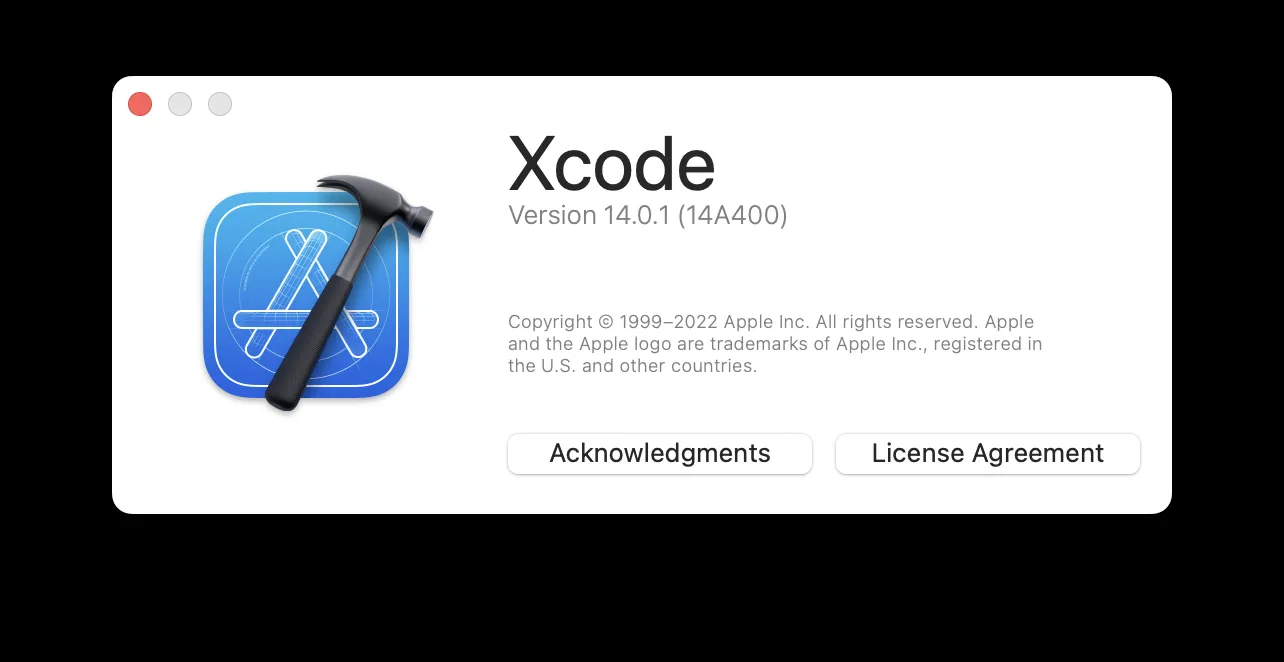 Xcode
Version 14.0.1 (14A400)
Copyright © 1999–2022 Apple Inc. All rights reserved. Apple
and the Apple logo are trademarks of Apple Inc., registered in
the U.S. and other countries.
Acknowledgments
License Agreement